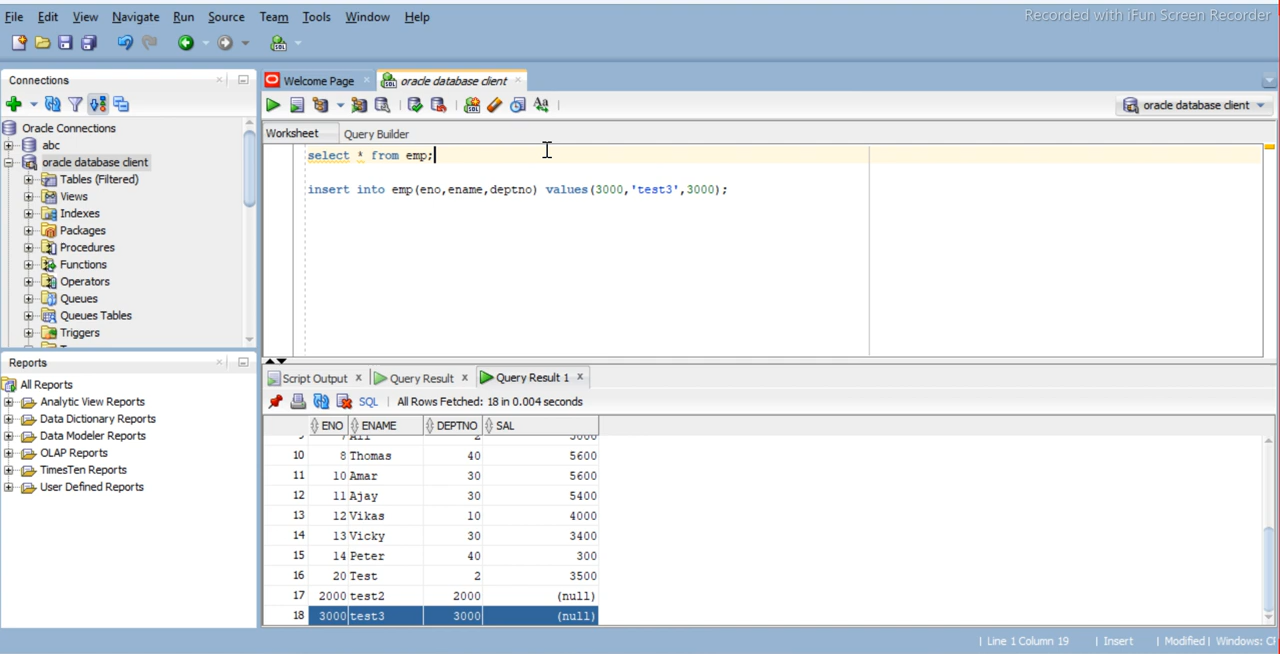 File Edit View Navigate Run Source Team Tools Window Help
Recorded with iFun Screen Recorder
Connections
Welcome Page
oracle database client
oracle database client
Worksheet Query Builder
Oracle Connections
abc
oracle database client
Tables (Filtered)
Views
Indexes
Packages
Procedures
Functions
Operators
Queues
Queues Tables
Triggers
select * from emp;
insert into emp(eno,ename,deptno) values(3000,'test3',3000);
Reports
All Reports
Analytic View Reports
Data Dictionary Reports
Data Modeler Reports
OLAP Reports
TimesTen Reports
User Defined Reports
Script Output Query Result Query Result 1
SQL All Rows Fetched: 18 in 0.004 seconds
ENO ENAME DEPTNO SAL
10 8 Thomas 40 5600
11 10 Amar 30 5600
12 11 Ajay 30 5400
13 12 Vikas 10 4000
14 13 Vicky 30 3400
15 14 Peter 40 300
16 20 Test 2 3500
17 2000 test2 2000 (null)
18 3000 test3 3000 (null)
| Line 1 Column 19 | Insert | Modified | Windows: